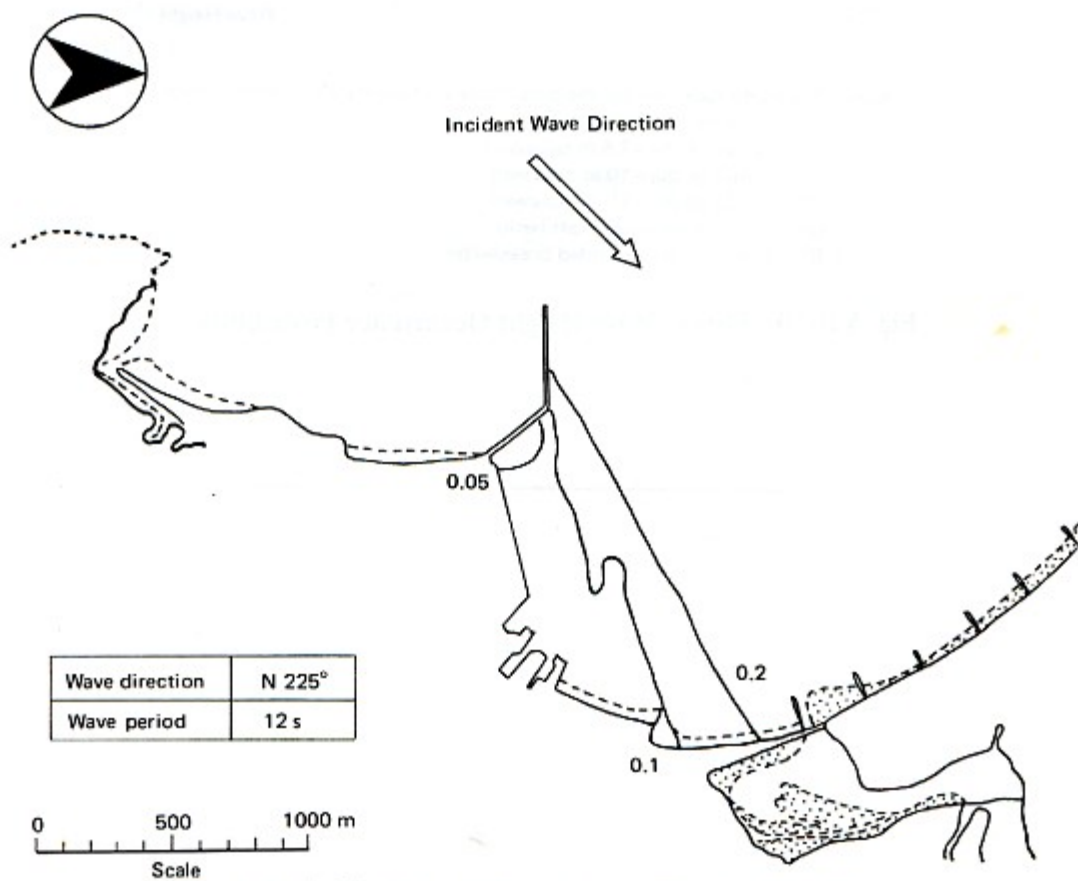 Incident Wave Direction
0.05
0.2
0.1
Wave direction N 225°
Wave period 12 s
0 500 1000 m
Scale